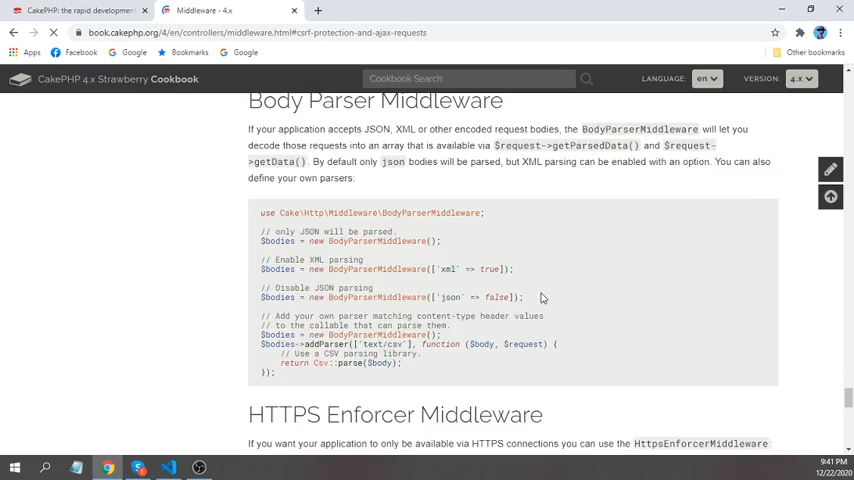 CakePHP: the rapid development
Middleware - 4.x
book.cakephp.org/4/en/controllers/middleware.html#csrf-protection-and-ajax-requests
Apps
Facebook
Google
Bookmarks
Google
Other bookmarks
CakePHP 4.x Strawberry Cookbook
Cookbook Search
LANGUAGE:
en
VERSION:
4.x
Body Parser Middleware
If your application accepts JSON, XML or other encoded request bodies, the BodyParserMiddleware will let you
decode those requests into an array that is available via $request->getParsedData() and $request-
>getData(). By default only json bodies will be parsed, but XML parsing can be enabled with an option. You can also
define your own parsers:
use Cake\Http\Middleware\BodyParserMiddleware;
// only JSON will be parsed.
$bodies = new BodyParserMiddleware();
// Enable XML parsing
$bodies = new BodyParserMiddleware(['xml' => true]);
// Disable JSON parsing
$bodies = new BodyParserMiddleware(['json' => false]);
// Add your own parser matching content-type header values
// to the callable that can parse them.
$bodies = new BodyParserMiddleware();
$bodies->addParser(['text/csv'], function ($body, $request) {
// Use a CSV parsing library.
return Csv::parse($body);
});
HTTPS Enforcer Middleware
If you want your application to only be available via HTTPS connections you can use the HttpsEnforcerMiddleware:
9:41 PM
12/22/2020